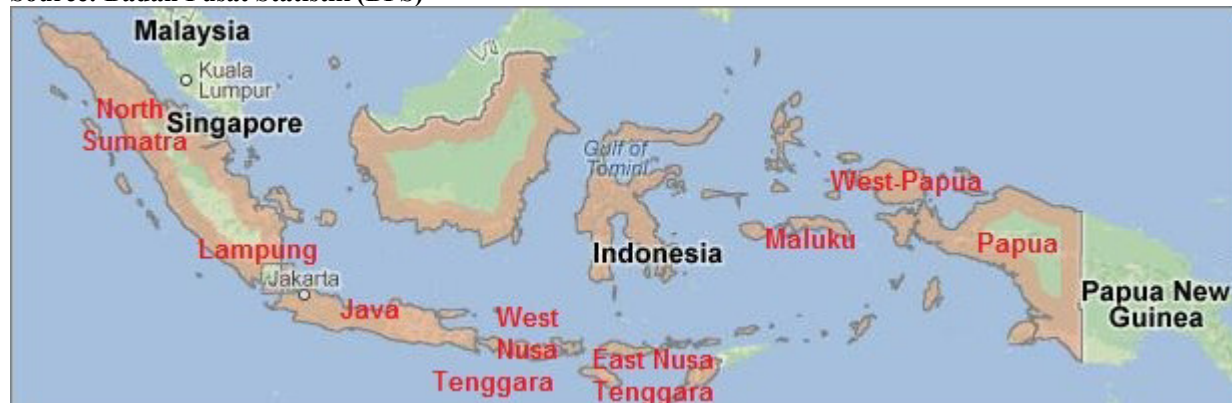 Source: Badan Pusat Statistik (BPS)
Malaysia
Kuala
Lumpur
North
Sumatra
Singapore
Gulf of
Tomini
West-Papua
Lampung
Indonesia
Maluku
Papua
Jakarta
Java
Papua New
Guinea
West
Nusa
Tenggara
East Nusa
Tenggara